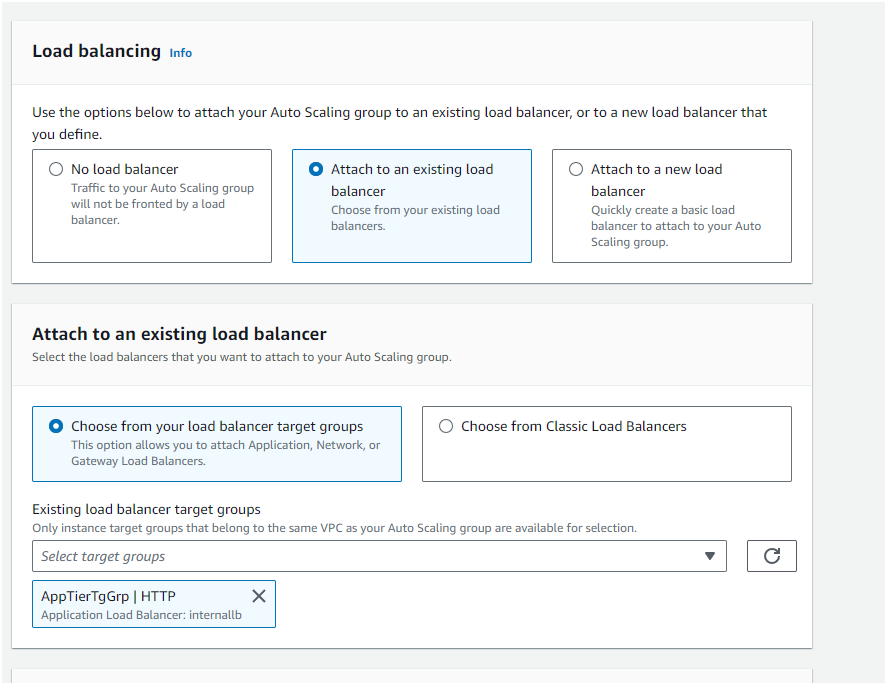 Load balancing Info
Use the options below to attach your Auto Scaling group to an existing load balancer, or to a new load balancer that
you define.
No load balancer
Traffic to your Auto Scaling group
will not be fronted by a load
balancer.
Attach to an existing load
balancer
Choose from your existing load
balancers.
Attach to a new load
balancer
Quickly create a basic load
balancer to attach to your Auto
Scaling group.
Attach to an existing load balancer
Select the load balancers that you want to attach to your Auto Scaling group.
Choose from your load balancer target groups
This option allows you to attach Application, Network, or
Gateway Load Balancers.
Choose from Classic Load Balancers
Existing load balancer target groups
Only instance target groups that belong to the same VPC as your Auto Scaling group are available for selection.
Select target groups
AppTierTgGrp | HTTP
Application Load Balancer: internallb